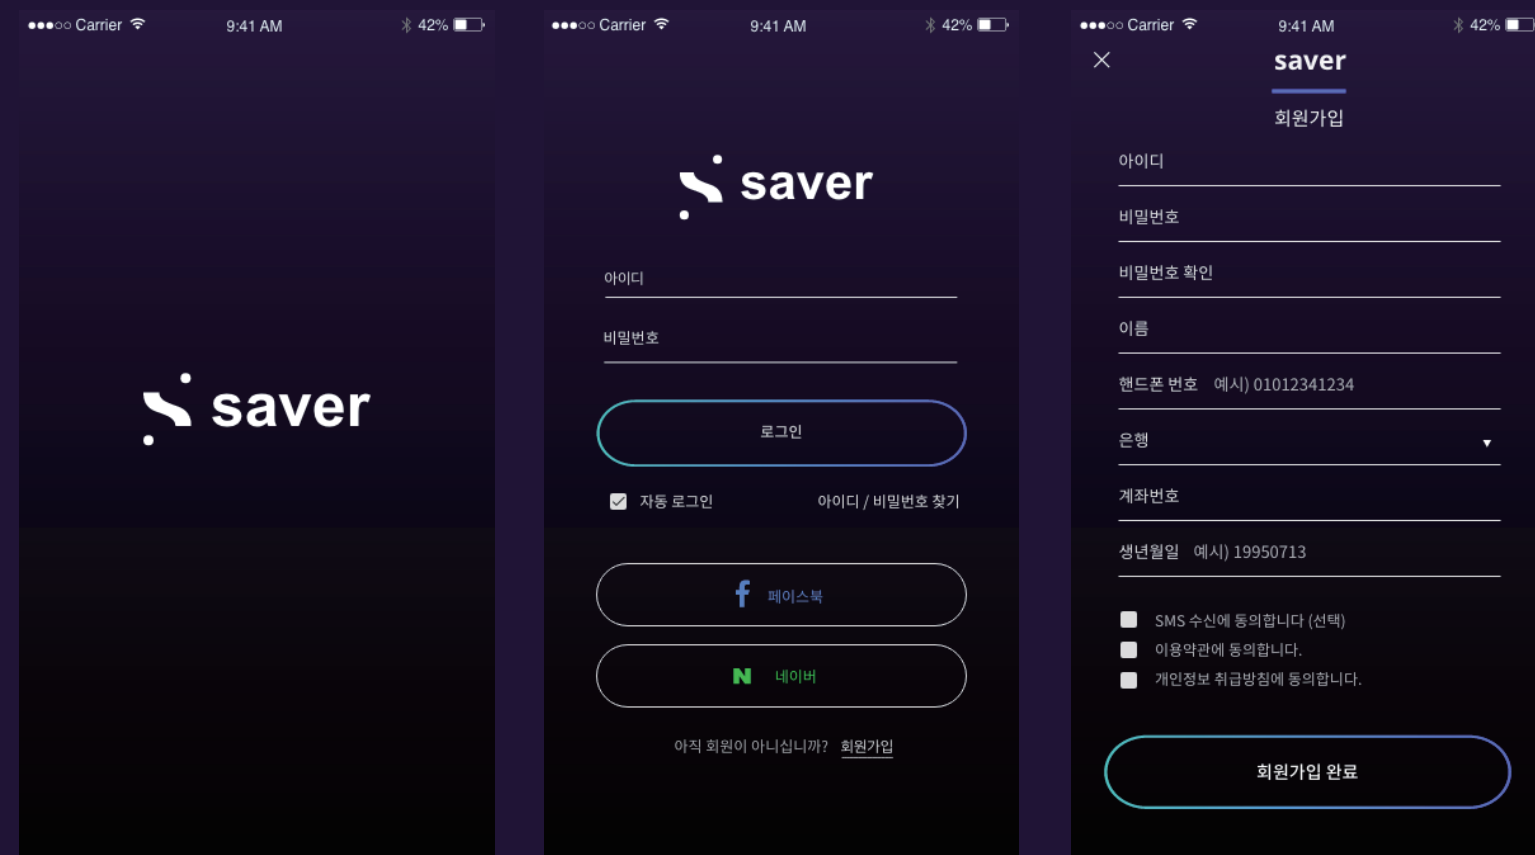 Carrier 9:41 AM 42%
saver
Carrier 9:41 AM 42%
saver
아이디
비밀번호
로그인
자동 로그인 아이디 / 비밀번호 찾기
f 페이스북
N 네이버
아직 회원이 아니십니까? 회원가입
Carrier 9:41 AM 42%
saver
회원가입
아이디
비밀번호
비밀번호 확인
이름
핸드폰 번호 예시) 01012341234
은행
계좌번호
생년월일 예시) 19950713
SMS 수신에 동의합니다 (선택)
이용약관에 동의합니다.
개인정보 취급방침에 동의합니다.
회원가입 완료